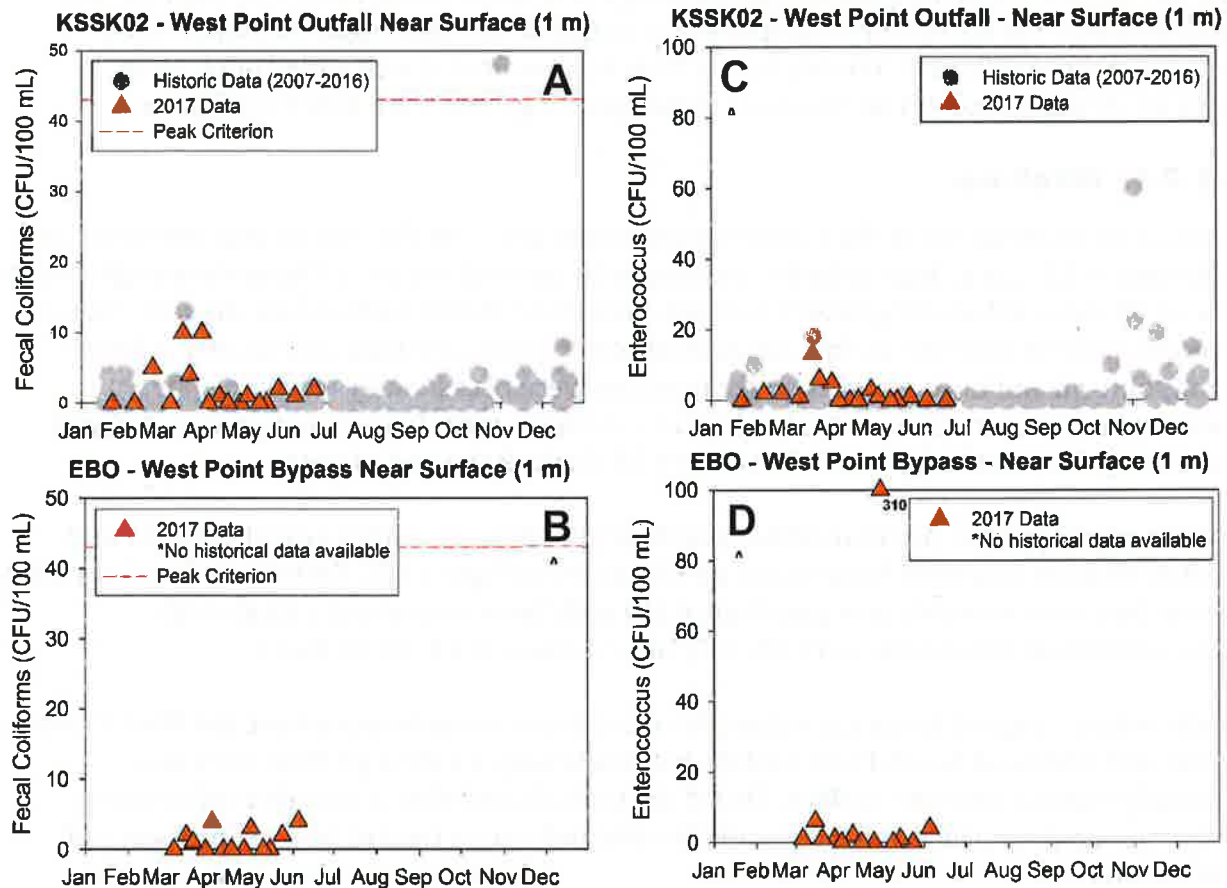 KSSK02 - West Point Outfall Near Surface (1 m)
A
Historic Data (2007-2016)
2017 Data
Peak Criterion
Fecal Coliforms (CFU/100 mL)
50
40
30
20
10
0
Jan Feb Mar Apr May Jun Jul Aug Sep Oct Nov Dec
KSSK02 - West Point Outfall - Near Surface (1 m)
C
Historic Data (2007-2016)
2017 Data
Enterococcus (CFU/100 mL)
100
80
60
40
20
0
Jan Feb Mar Apr May Jun Jul Aug Sep Oct Nov Dec
EBO - West Point Bypass Near Surface (1 m)
B
2017 Data
*No historical data available
Peak Criterion
Fecal Coliforms (CFU/100 mL)
50
40
30
20
10
0
Jan Feb Mar Apr May Jun Jul Aug Sep Oct Nov Dec
EBO - West Point Bypass - Near Surface (1 m)
D
310
2017 Data
*No historical data available
Enterococcus (CFU/100 mL)
100
80
60
40
20
0
Jan Feb Mar Apr May Jun Jul Aug Sep Oct Nov Dec